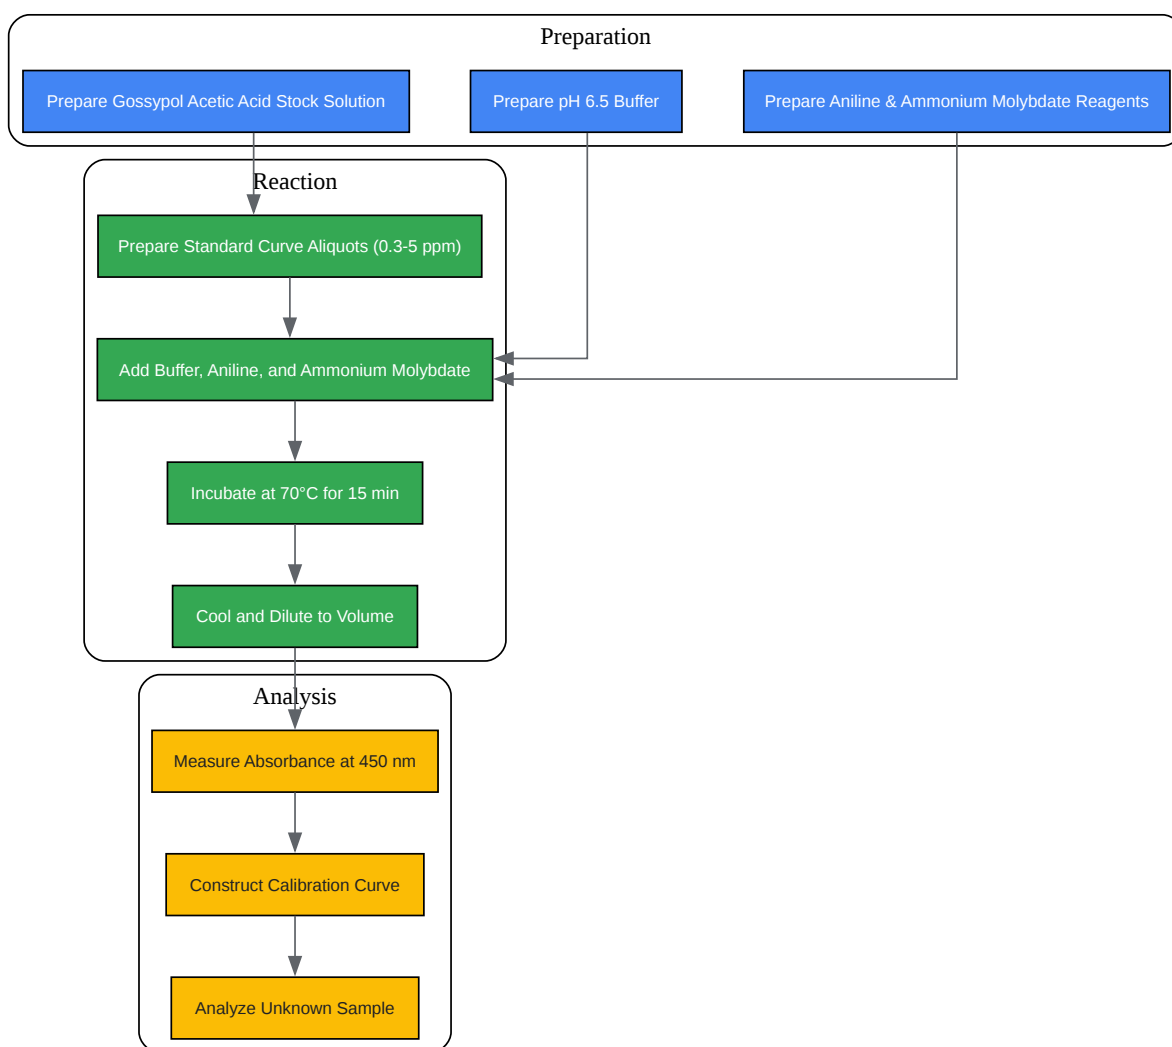 Preparation
Prepare Gossypol Acetic Acid Stock Solution
Prepare pH 6.5 Buffer
Prepare Aniline & Ammonium Molybdate Reagents
Reaction
Prepare Standard Curve Aliquots (0.3-5 ppm)
Add Buffer, Aniline, and Ammonium Molybdate
Incubate at 70°C for 15 min
Cool and Dilute to Volume
Analysis
Measure Absorbance at 450 nm
Construct Calibration Curve
Analyze Unknown Sample